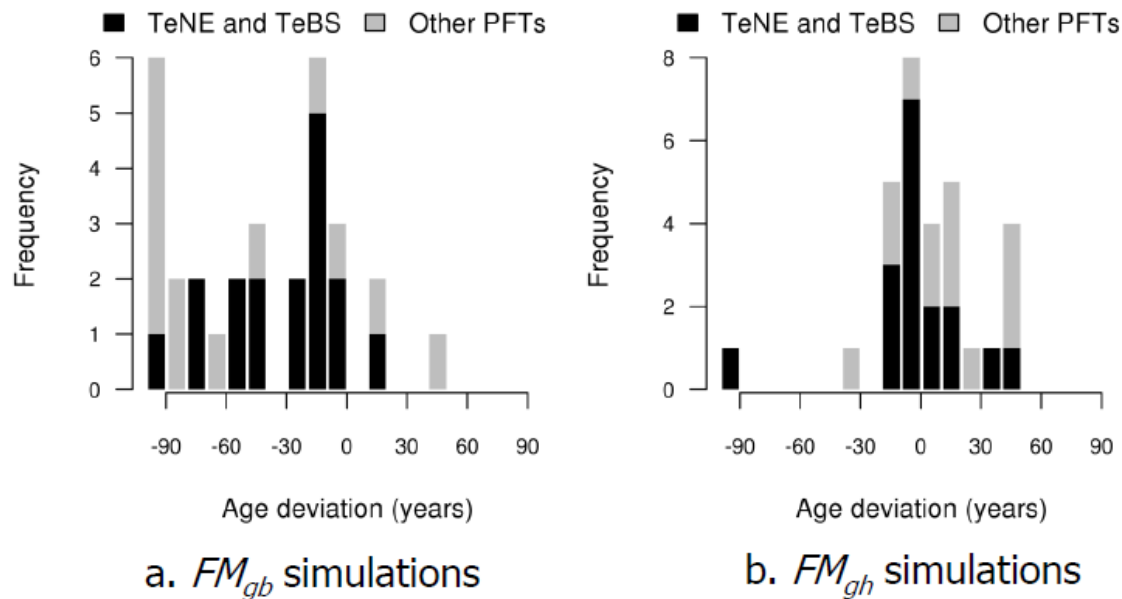 TeNE and TeBS Other PFTs
6
5
4
3
2
1
0
Frequency
-90 -60 -30 0 30 60 90
Age deviation (years)
a. FMgb simulations
TeNE and TeBS Other PFTs
8
6
4
2
0
Frequency
-90 -60 -30 0 30 60 90
Age deviation (years)
b. FMgh simulations